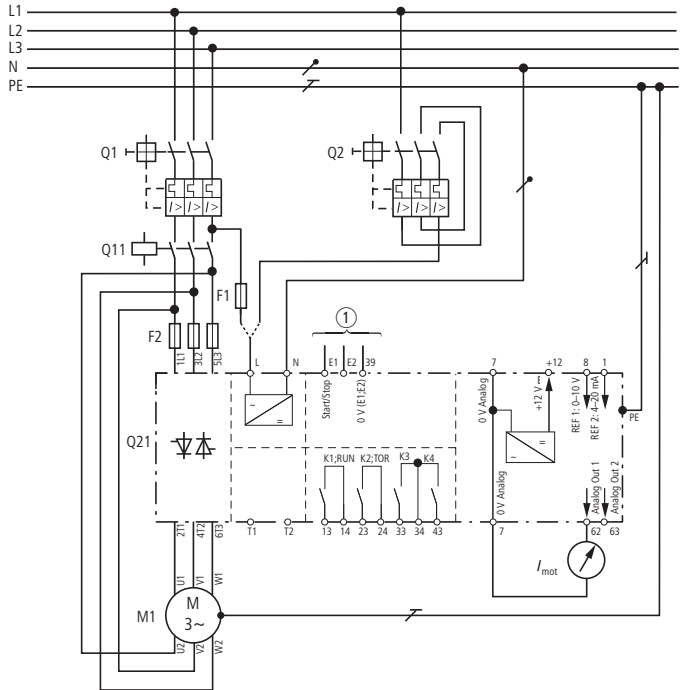 L1
L2
L3
N
PE
Q1
Q2
I> I> I>
I> I> I>
Q11
F1
1
F2
1L1
3L2
5L3
L
N
E1
E2
39
7
+12
8
1
Start/Stop
0 V (E1;E2)
0 V Analog
+12 V
REF 1: 0–10 V
REF 2: 4–20 mA
PE
~
=
~
=
Q21
K1;RUN
K2;TOR
K3
K4
0 V Analog
Analog Out 1
Analog Out 2
2T1
4T2
6T3
T1
T2
13
14
23
24
33
34
43
7
62
63
U1
V1
W1
Imot
M1
M
3~
U2
V2
W2